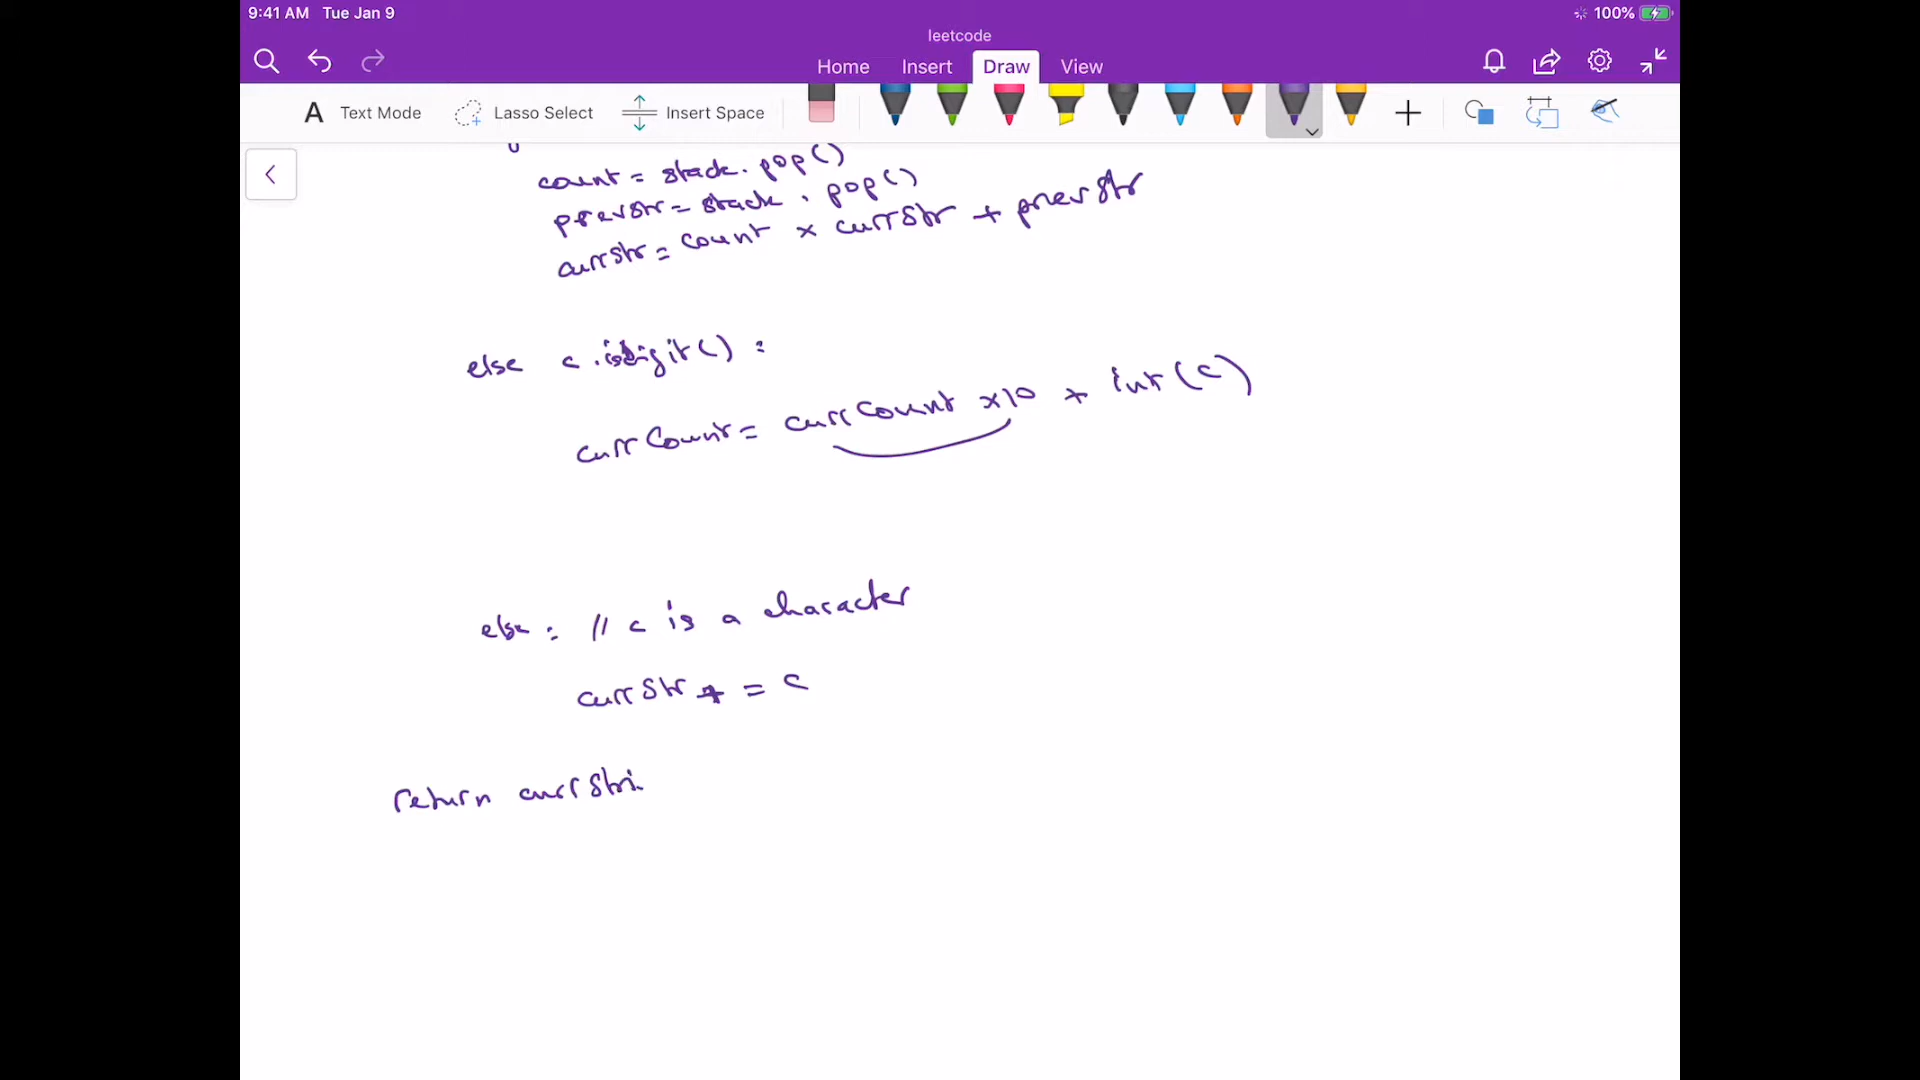 9:41 AM Tue Jan 9
100%
leetcode
Home Insert Draw View
A Text Mode Lasso Select Insert Space
count = stack.pop()
prevStr = stack.pop()
currStr = count x currStr + prevStr
else c.isdigit():
currCount = currCount x10 + int(c)
else: // c is a character
currStr + = c
return currStri